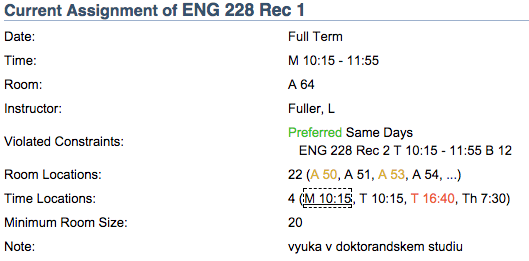 Current Assignment of ENG 228 Rec 1
Date: Full Term
Time: M 10:15 - 11:55
Room: A 64
Instructor: Fuller, L
Violated Constraints: Preferred Same Days
ENG 228 Rec 2 T 10:15 - 11:55 B 12
Room Locations: 22 (A 50, A 51, A 53, A 54, ...)
Time Locations: 4 (M 10:15, T 10:15, T 16:40, Th 7:30)
Minimum Room Size: 20
Note: vyuka v doktorandskem studiu